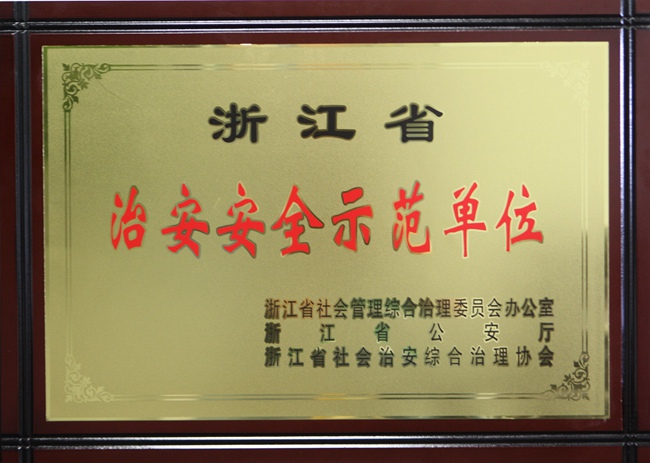 浙江省
治安安全示范单位
浙江省社会管理综合治理委员会办公室
浙江省公安厅
浙江省社会治安综合治理协会